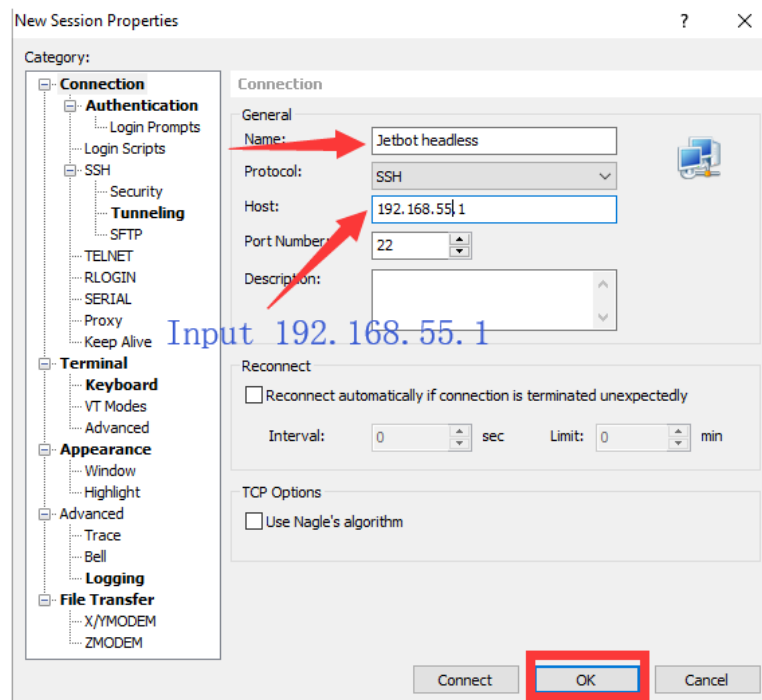 New Session Properties
?
Category:
Connection
Authentication
Login Prompts
Login Scripts
SSH
Security
Tunneling
SFTP
TELNET
RLOGIN
SERIAL
Proxy
Keep Alive
Terminal
Keyboard
VT Modes
Advanced
Appearance
Window
Highlight
Advanced
Trace
Bell
Logging
File Transfer
X/YMODEM
ZMODEM
Connection
General
Name: Jetbot headless
Protocol: SSH
Host: 192.168.55.1
Port Number: 22
Description:
Input 192.168.55.1
Reconnect
Reconnect automatically if connection is terminated unexpectedly
Interval: 0 sec Limit: 0 min
TCP Options
Use Nagle's algorithm
Connect OK Cancel